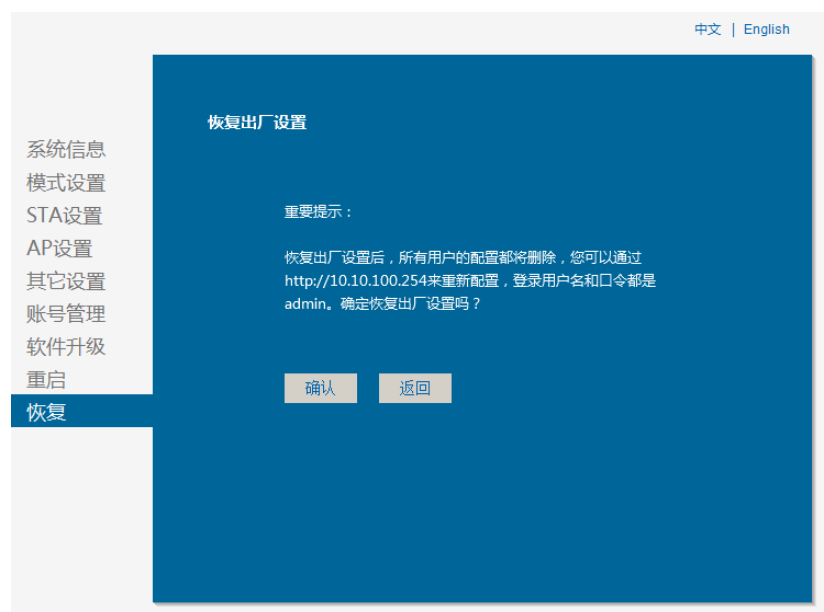 中文 | English
恢复出厂设置
系统信息
模式设置
STA设置
AP设置
其它设置
账号管理
软件升级
重启
恢复
重要提示：
恢复出厂设置后，所有用户的配置都将删除，您可以通过
http://10.10.100.254来重新配置，登录用户名和口令都是
admin。确定恢复出厂设置吗？
确认 返回